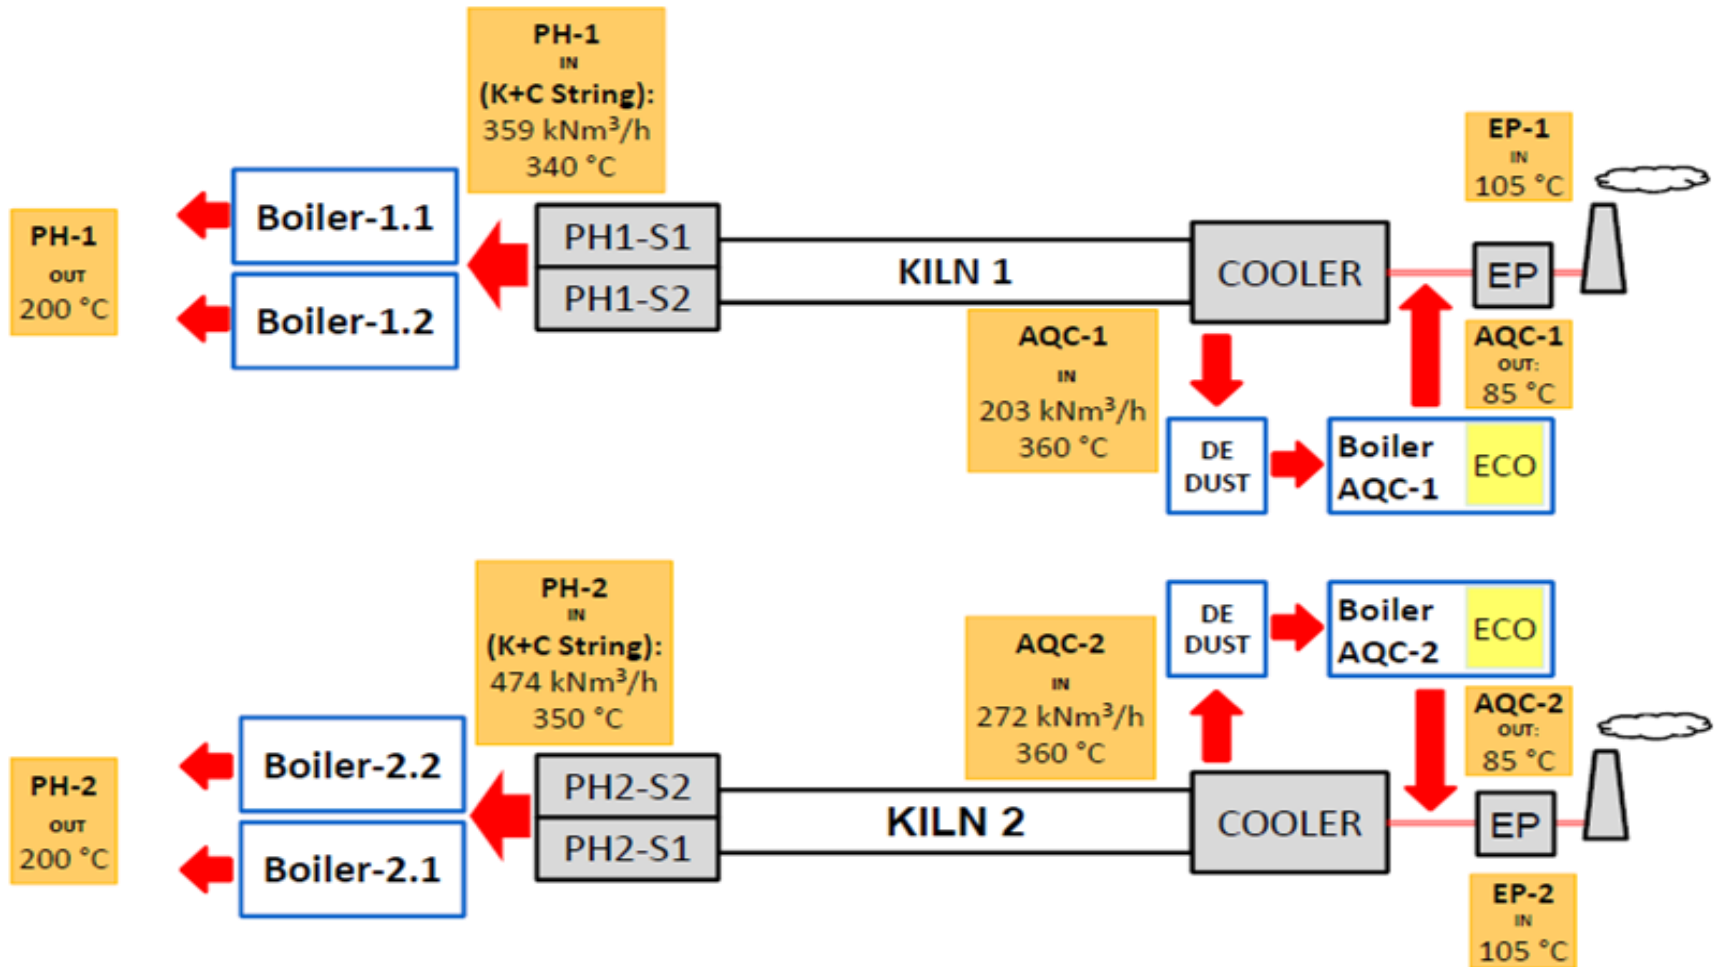 PH-1
IN
(K+C String):
359 kNm³/h
340 °C
EP-1
IN
105 °C
PH-1
OUT
200 °C
Boiler-1.1
Boiler-1.2
PH1-S1
PH1-S2
KILN 1
COOLER
EP
AQC-1
IN
203 kNm³/h
360 °C
AQC-1
OUT:
85 °C
DE
DUST
Boiler
AQC-1
ECO
PH-2
IN
(K+C String):
474 kNm³/h
350 °C
DE
DUST
Boiler
AQC-2
ECO
AQC-2
IN
272 kNm³/h
360 °C
AQC-2
OUT:
85 °C
PH-2
OUT
200 °C
Boiler-2.2
Boiler-2.1
PH2-S2
PH2-S1
KILN 2
COOLER
EP
EP-2
IN
105 °C